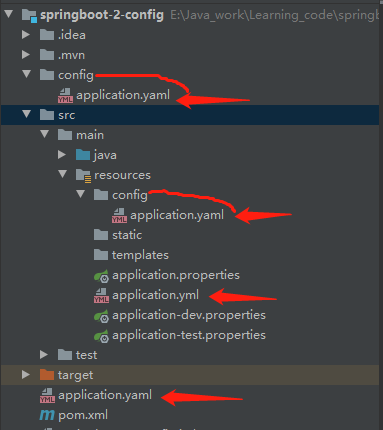 springboot-2-config E:\Java_work\Learning_code\springb
.idea
.mvn
config
YML application.yaml
src
main
java
resources
config
YML application.yaml
static
templates
application.properties
YML application.yml
application-dev.properties
application-test.properties
test
target
YML application.yaml
pom.xml